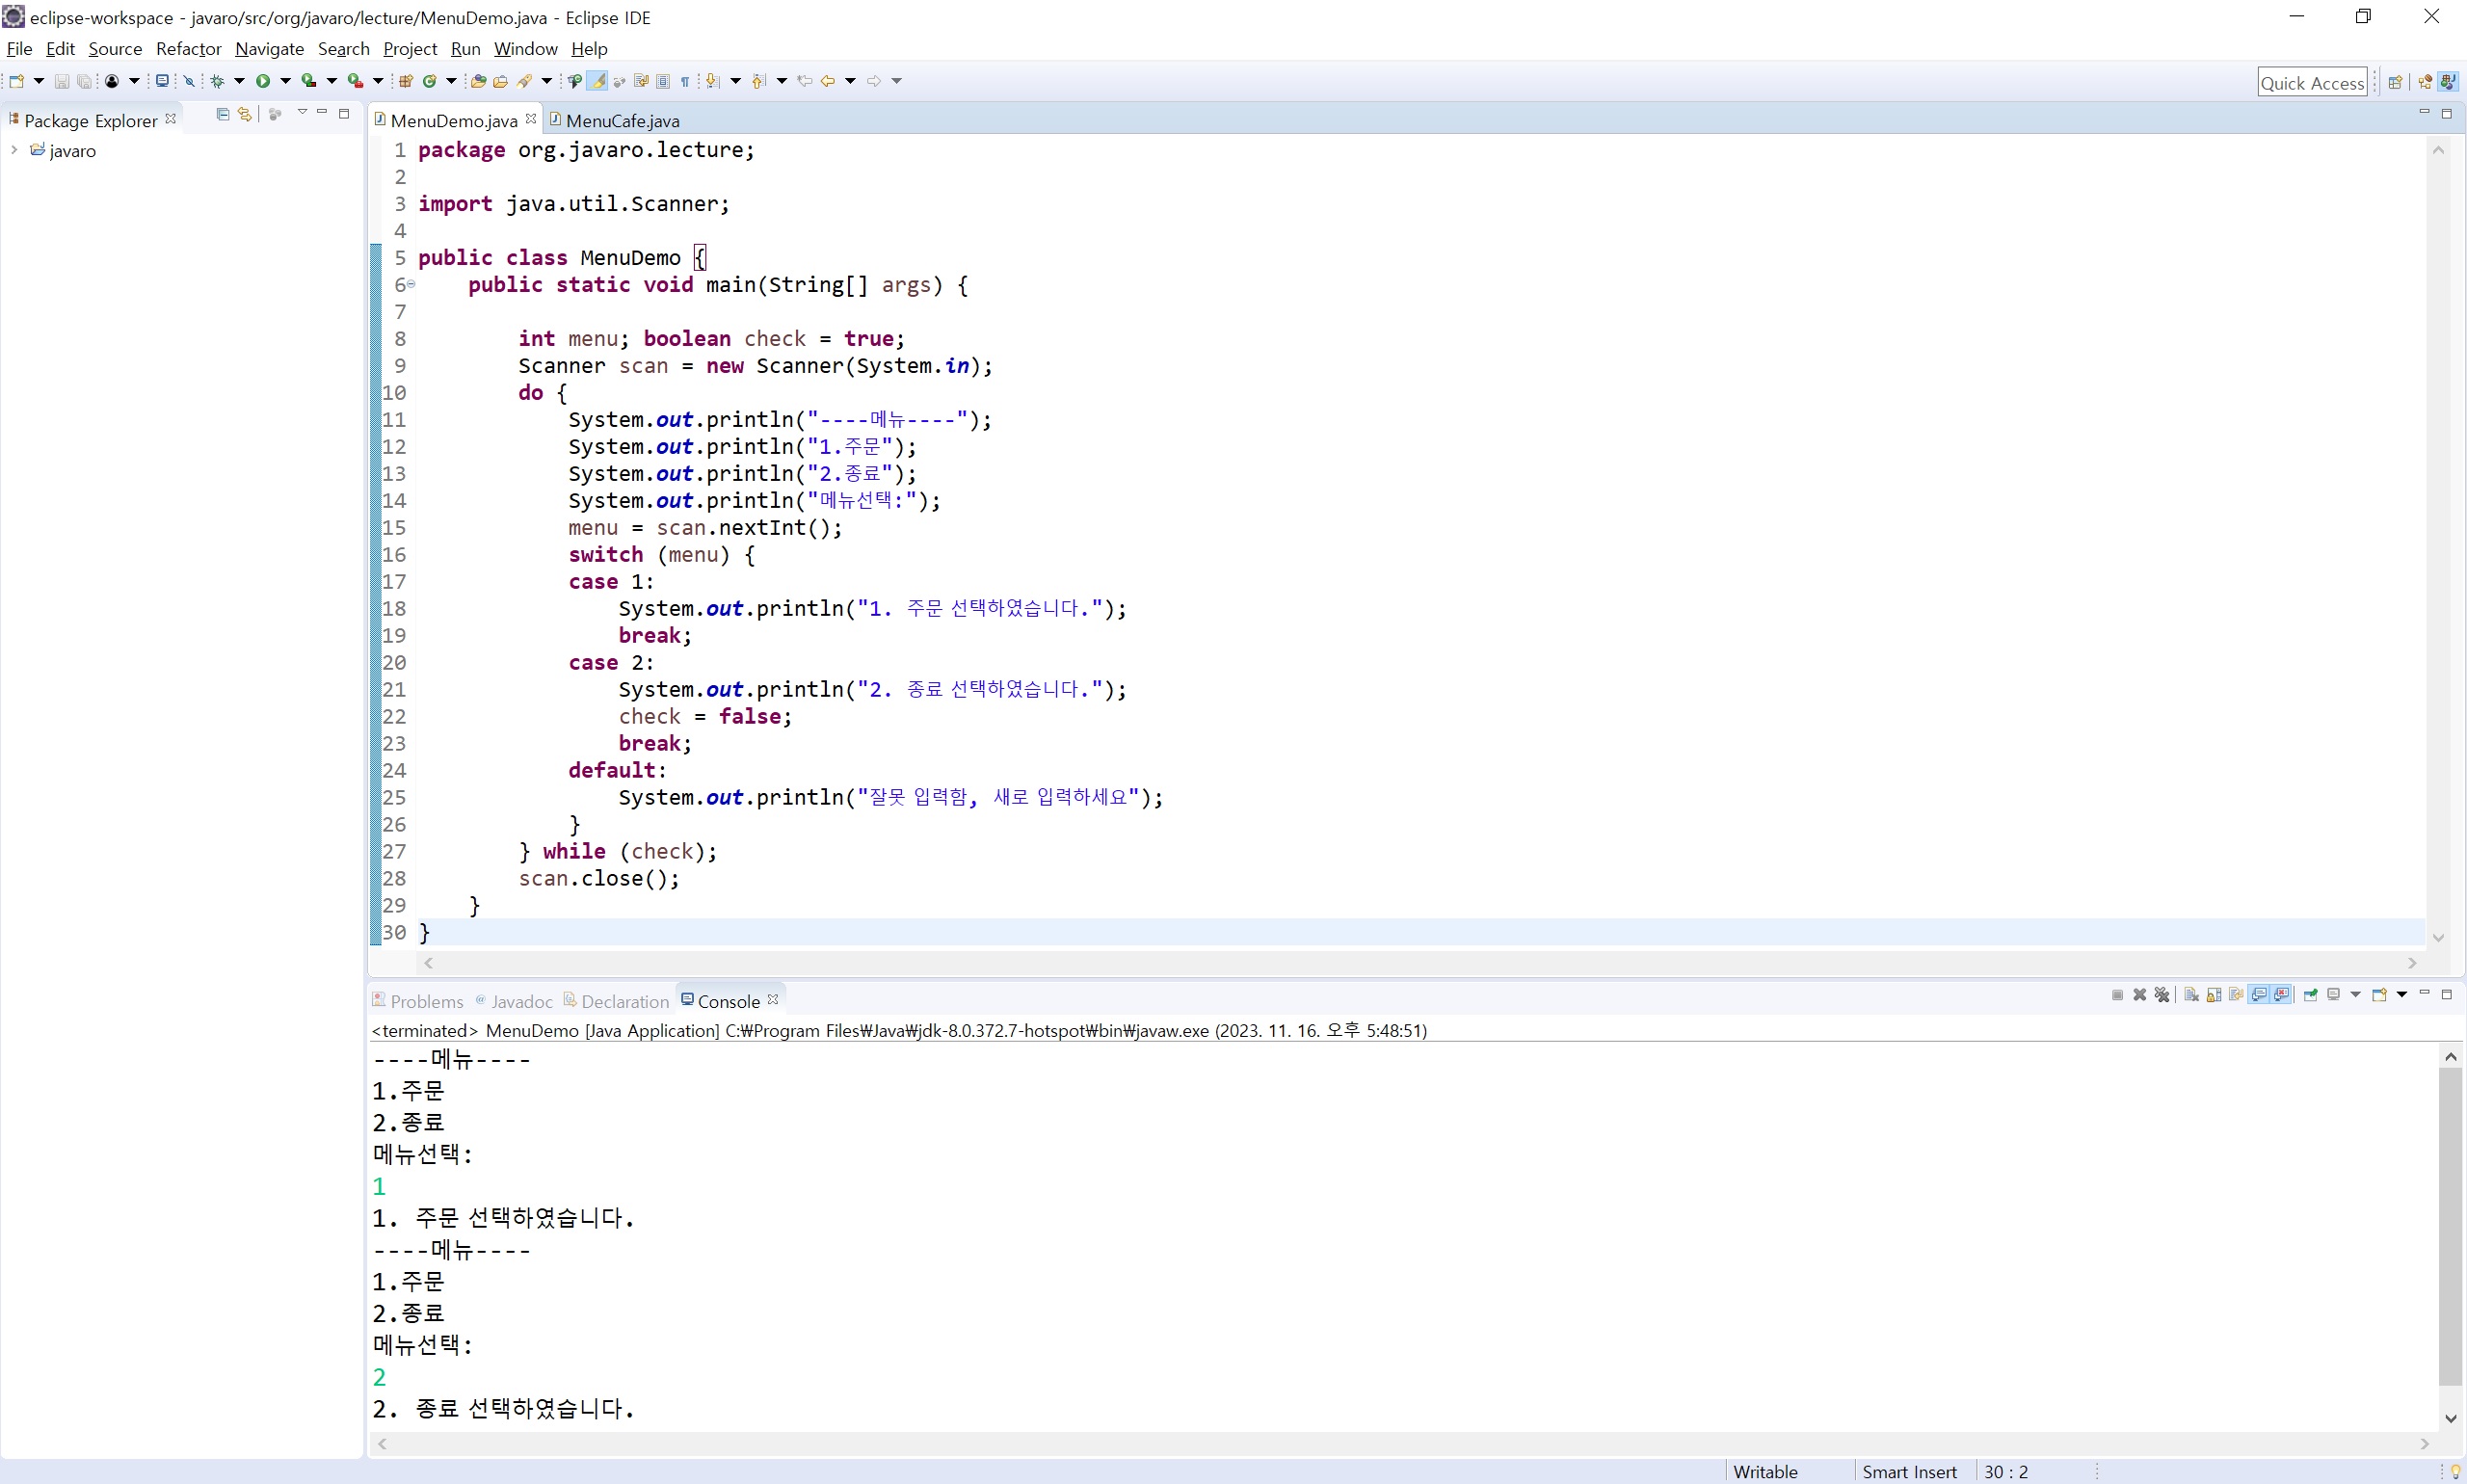 eclipse-workspace - javaro/src/org/javaro/lecture/MenuDemo.java - Eclipse IDE
File Edit Source Refactor Navigate Search Project Run Window Help
Quick Access
Package Explorer
javaro
MenuDemo.java MenuCafe.java
1 package org.javaro.lecture;
2
3 import java.util.Scanner;
4
5 public class MenuDemo {
6 public static void main(String[] args) {
7
8 int menu; boolean check = true;
9 Scanner scan = new Scanner(System.in);
10 do {
11 System.out.println("----메뉴----");
12 System.out.println("1.주문");
13 System.out.println("2.종료");
14 System.out.println("메뉴선택:");
15 menu = scan.nextInt();
16 switch (menu) {
17 case 1:
18 System.out.println("1. 주문 선택하였습니다.");
19 break;
20 case 2:
21 System.out.println("2. 종료 선택하였습니다.");
22 check = false;
23 break;
24 default:
25 System.out.println("잘못 입력함, 새로 입력하세요");
26 }
27 } while (check);
28 scan.close();
29 }
30 }
Problems Javadoc Declaration Console
<terminated> MenuDemo [Java Application] C:₩Program Files₩Java₩jdk-8.0.372.7-hotspot₩bin₩javaw.exe (2023. 11. 16. 오후 5:48:51)
----메뉴----
1.주문
2.종료
메뉴선택:
1
1. 주문 선택하였습니다.
----메뉴----
1.주문
2.종료
메뉴선택:
2
2. 종료 선택하였습니다.
Writable Smart Insert 30 : 2